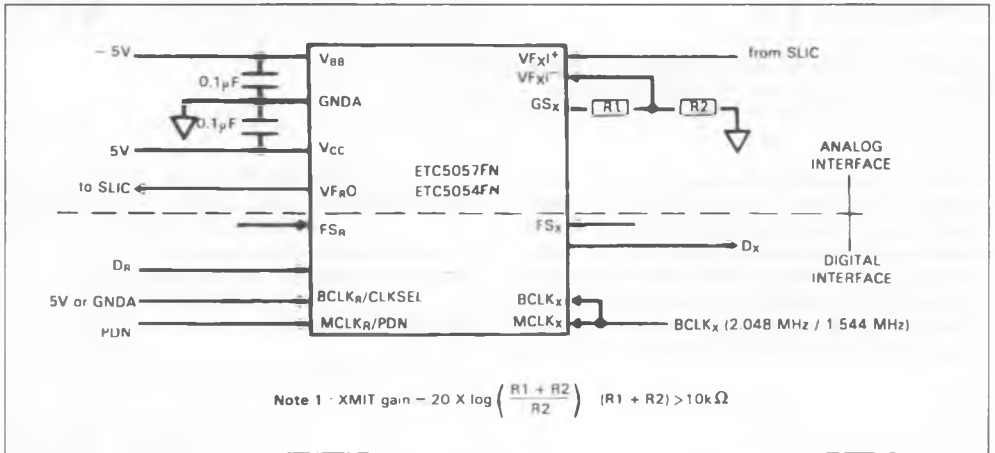 – 5V
VBB
VFXI+
from SLIC
VFXI–
0.1µF
GNDA
GSX
R1
R2
0.1µF
5V
VCC
ANALOG
INTERFACE
ETC5057FN
to SLIC
VFRO
ETC5054FN
FSR
FSX
DX
DR
DIGITAL
INTERFACE
5V or GNDA
BCLKR/CLKSEL
BCLKX
PDN
MCLKR/PDN
MCLKX
BCLKX (2.048 MHz / 1.544 MHz)
Note 1 · XMIT gain – 20 X log ( R1 + R2 / R2 ) (R1 + R2) > 10k Ω